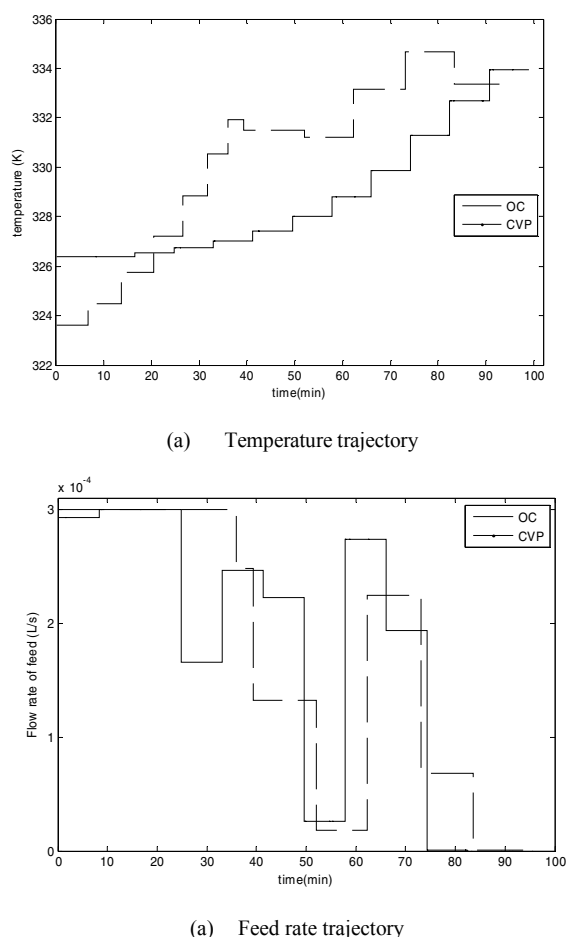 336
334
332
330
328
326
324
322
temperature (K)
OC
CVP
0 10 20 30 40 50 60 70 80 90 100
time(min)
(a) Temperature trajectory
x 10-4
3
2
1
0
Flow rate of feed (L/s)
OC
CVP
0 10 20 30 40 50 60 70 80 90 100
time(min)
(a) Feed rate trajectory